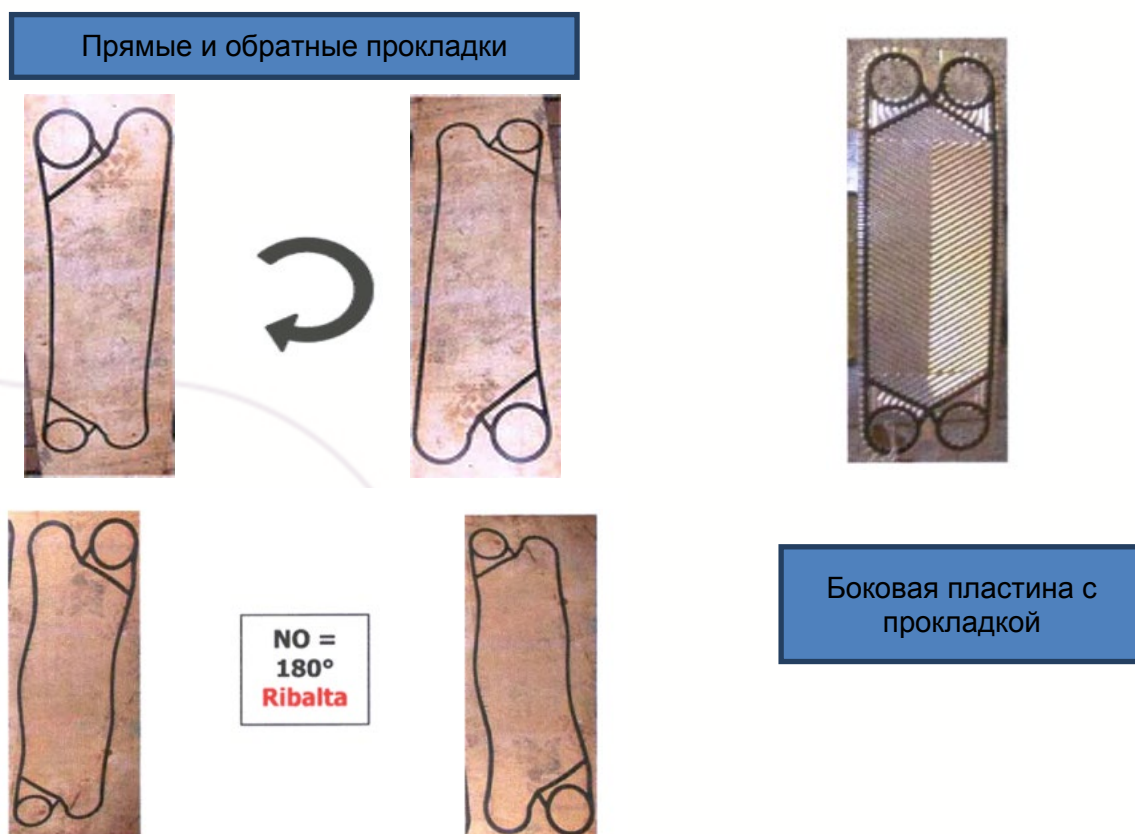 Прямые и обратные прокладки
NO =
180°
Ribalta
Боковая пластина с
прокладкой